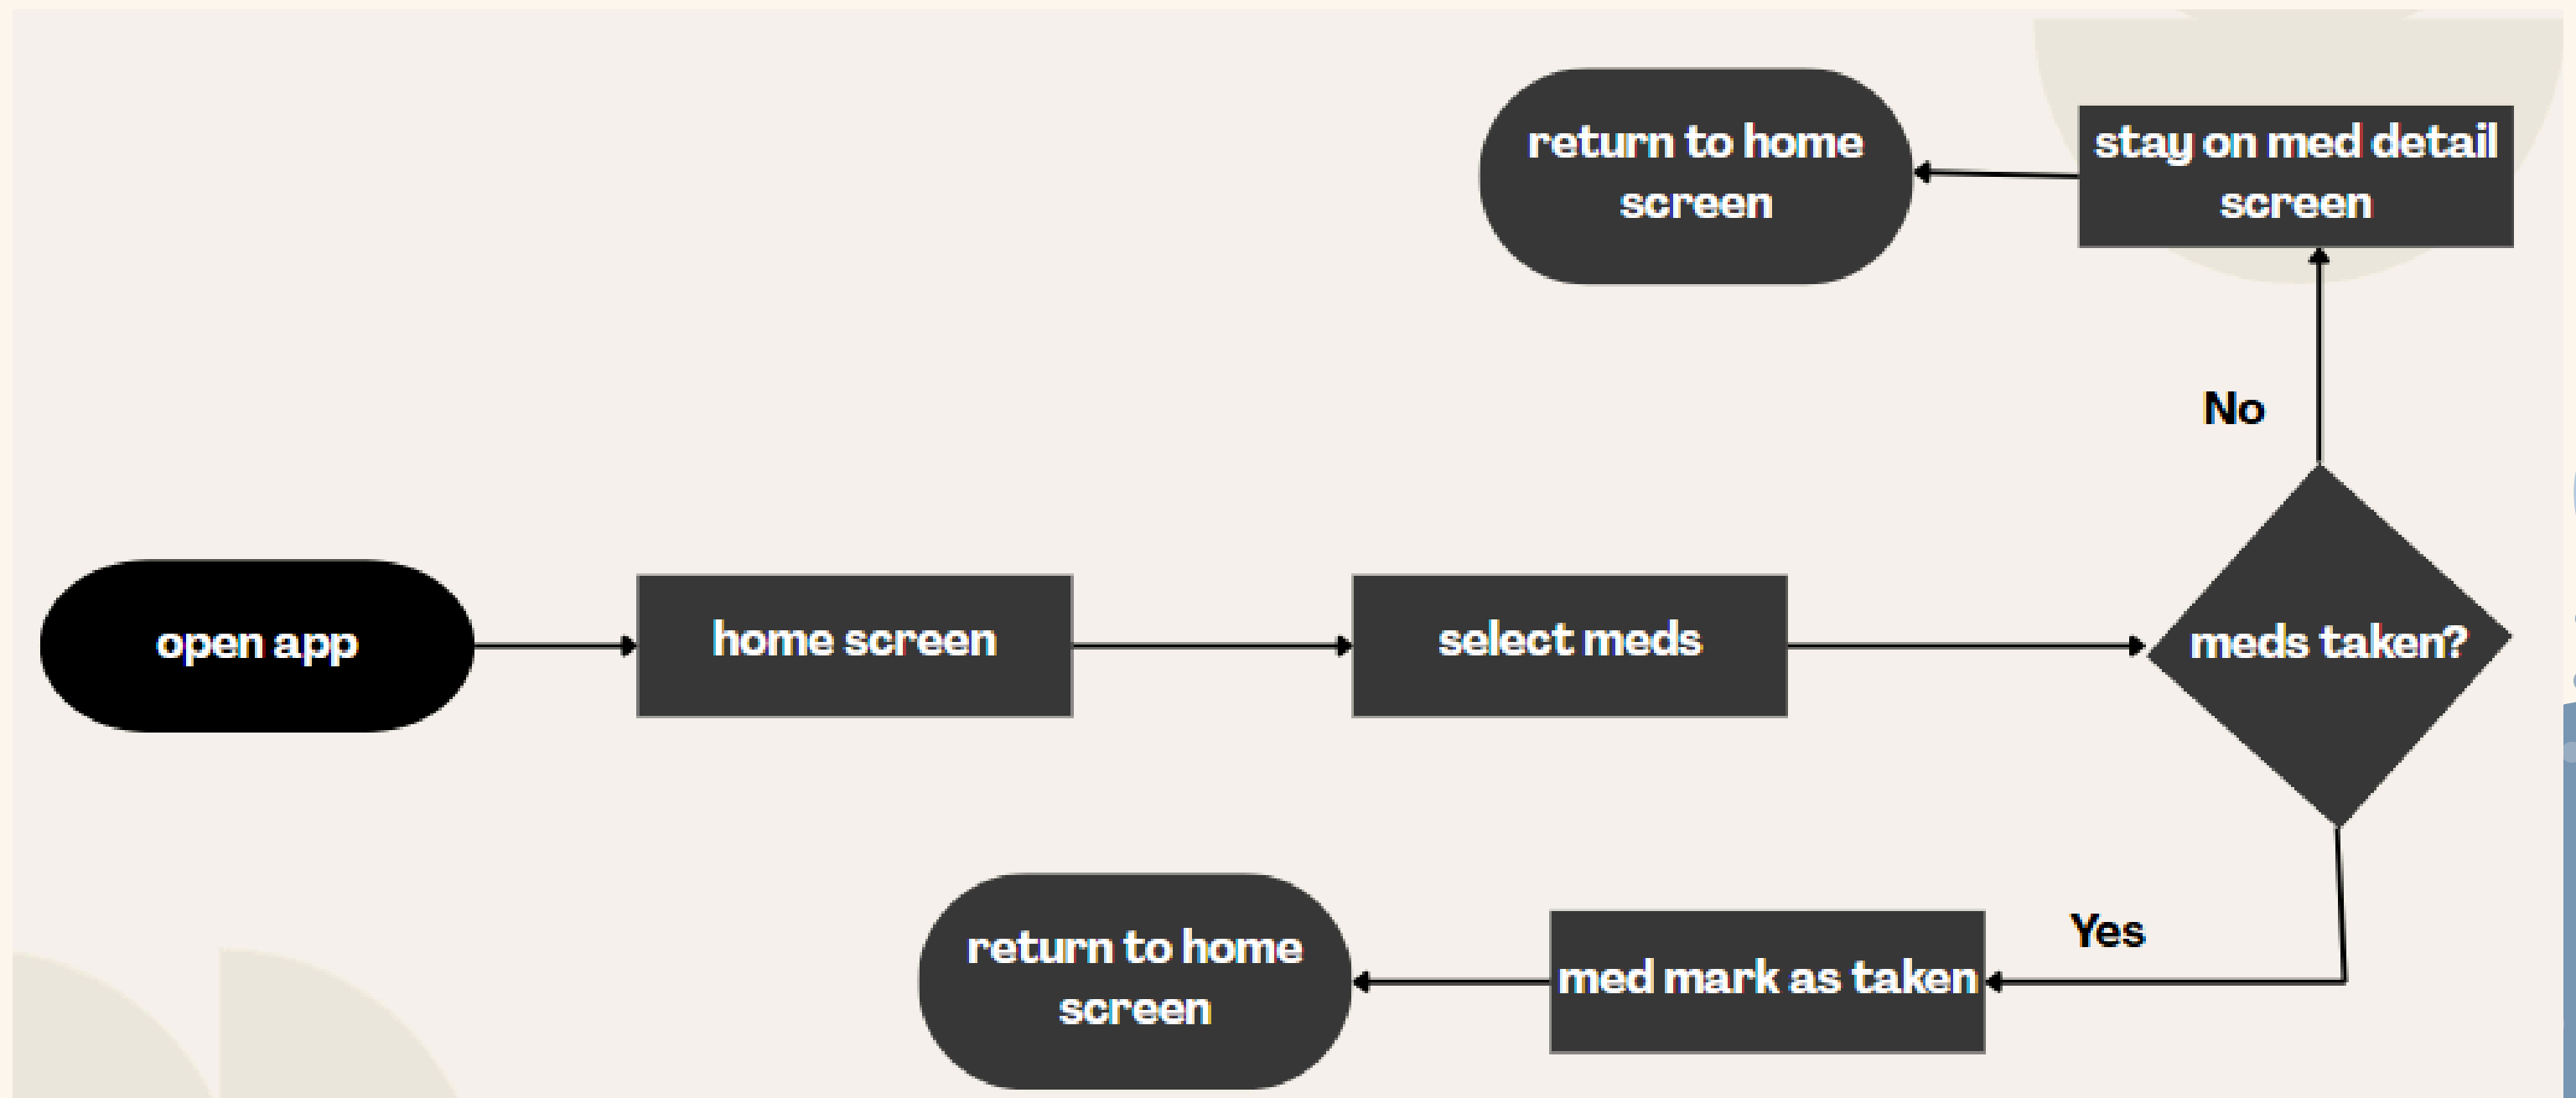 return to home
screen
stay on med detail
screen
No
open app
home screen
select meds
meds taken?
Yes
return to home
screen
med mark as taken